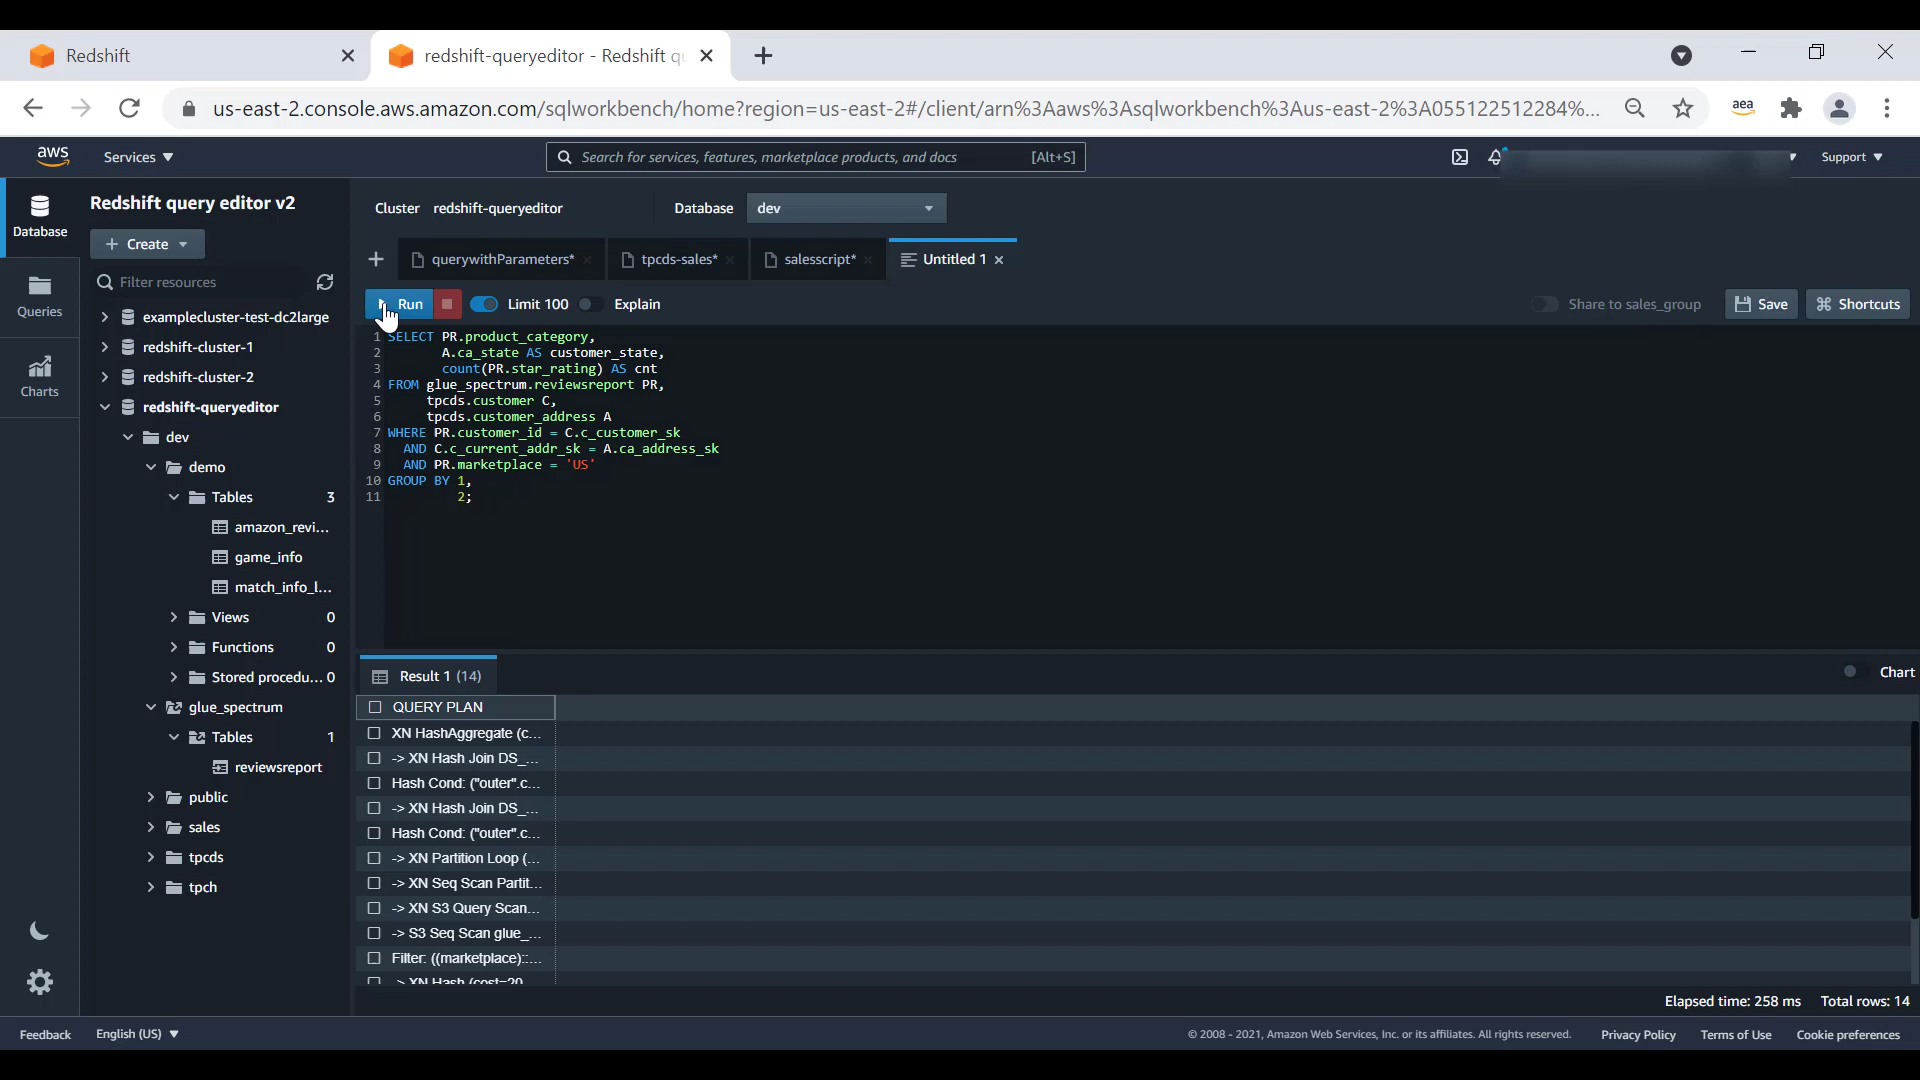 Redshift
redshift-queryeditor - Redshift q
us-east-2.console.aws.amazon.com/sqlworkbench/home?region=us-east-2#/client/arn%3Aaws%3Asqlworkbench%3Aus-east-2%3A055122512284%...
aea
aws
Services
Search for services, features, marketplace products, and docs [Alt+S]
Support
Database
Queries
Charts
Redshift query editor v2
+ Create
Filter resources
examplecluster-test-dc2large
redshift-cluster-1
redshift-cluster-2
redshift-queryeditor
dev
demo
Tables 3
amazon_revi...
game_info
match_info_l...
Views 0
Functions 0
Stored procedu... 0
glue_spectrum
Tables 1
reviewsreport
public
sales
tpcds
tpch
Cluster redshift-queryeditor Database dev
querywithParameters* tpcds-sales* salesscript* Untitled 1
Run Limit 100 Explain Share to sales_group Save Shortcuts
1 SELECT PR.product_category,
2 A.ca_state AS customer_state,
3 count(PR.star_rating) AS cnt
4 FROM glue_spectrum.reviewsreport PR,
5 tpcds.customer C,
6 tpcds.customer_address A
7 WHERE PR.customer_id = C.c_customer_sk
8 AND C.c_current_addr_sk = A.ca_address_sk
9 AND PR.marketplace = 'US'
10 GROUP BY 1,
11 2;
Result 1 (14) Chart
QUERY PLAN
XN HashAggregate (c...
-> XN Hash Join DS_...
Hash Cond: ("outer".c...
-> XN Hash Join DS_...
Hash Cond: ("outer".c...
-> XN Partition Loop (...
-> XN Seq Scan Partit...
-> XN S3 Query Scan...
-> S3 Seq Scan glue_...
Filter: ((marketplace)::...
-> XN Hash (cost=20...
Elapsed time: 258 ms Total rows: 14
Feedback English (US) © 2008 - 2021, Amazon Web Services, Inc. or its affiliates. All rights reserved. Privacy Policy Terms of Use Cookie preferences